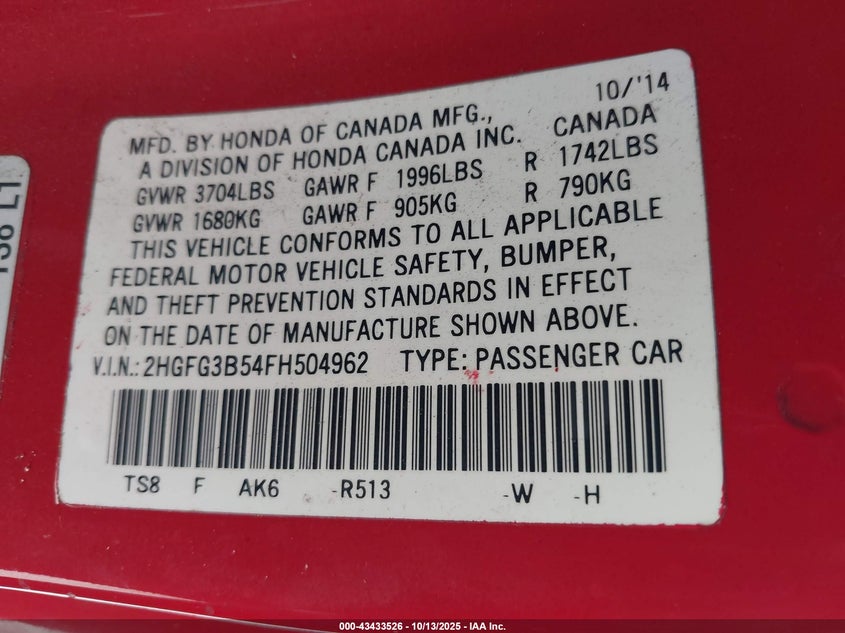 10/'14
MFD. BY HONDA OF CANADA MFG., CANADA
A DIVISION OF HONDA CANADA INC.
GVWR 3704LBS GAWR F 1996LBS R 1742LBS
GVWR 1680KG GAWR F 905KG R 790KG
THIS VEHICLE CONFORMS TO ALL APPLICABLE
FEDERAL MOTOR VEHICLE SAFETY, BUMPER,
AND THEFT PREVENTION STANDARDS IN EFFECT
ON THE DATE OF MANUFACTURE SHOWN ABOVE.
V.I.N.: 2HGFG3B54FH504962 TYPE: PASSENGER CAR
TS8 F AK6 -R513 -W -H
000-43433526 - 10/13/2025 - IAA Inc.